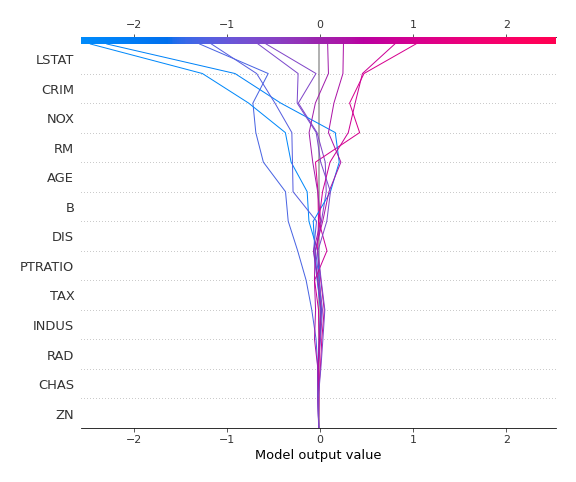 −2 −1 0 1 2
LSTAT
CRIM
NOX
RM
AGE
B
DIS
PTRATIO
TAX
INDUS
RAD
CHAS
ZN
−2 −1 0 1 2
Model output value